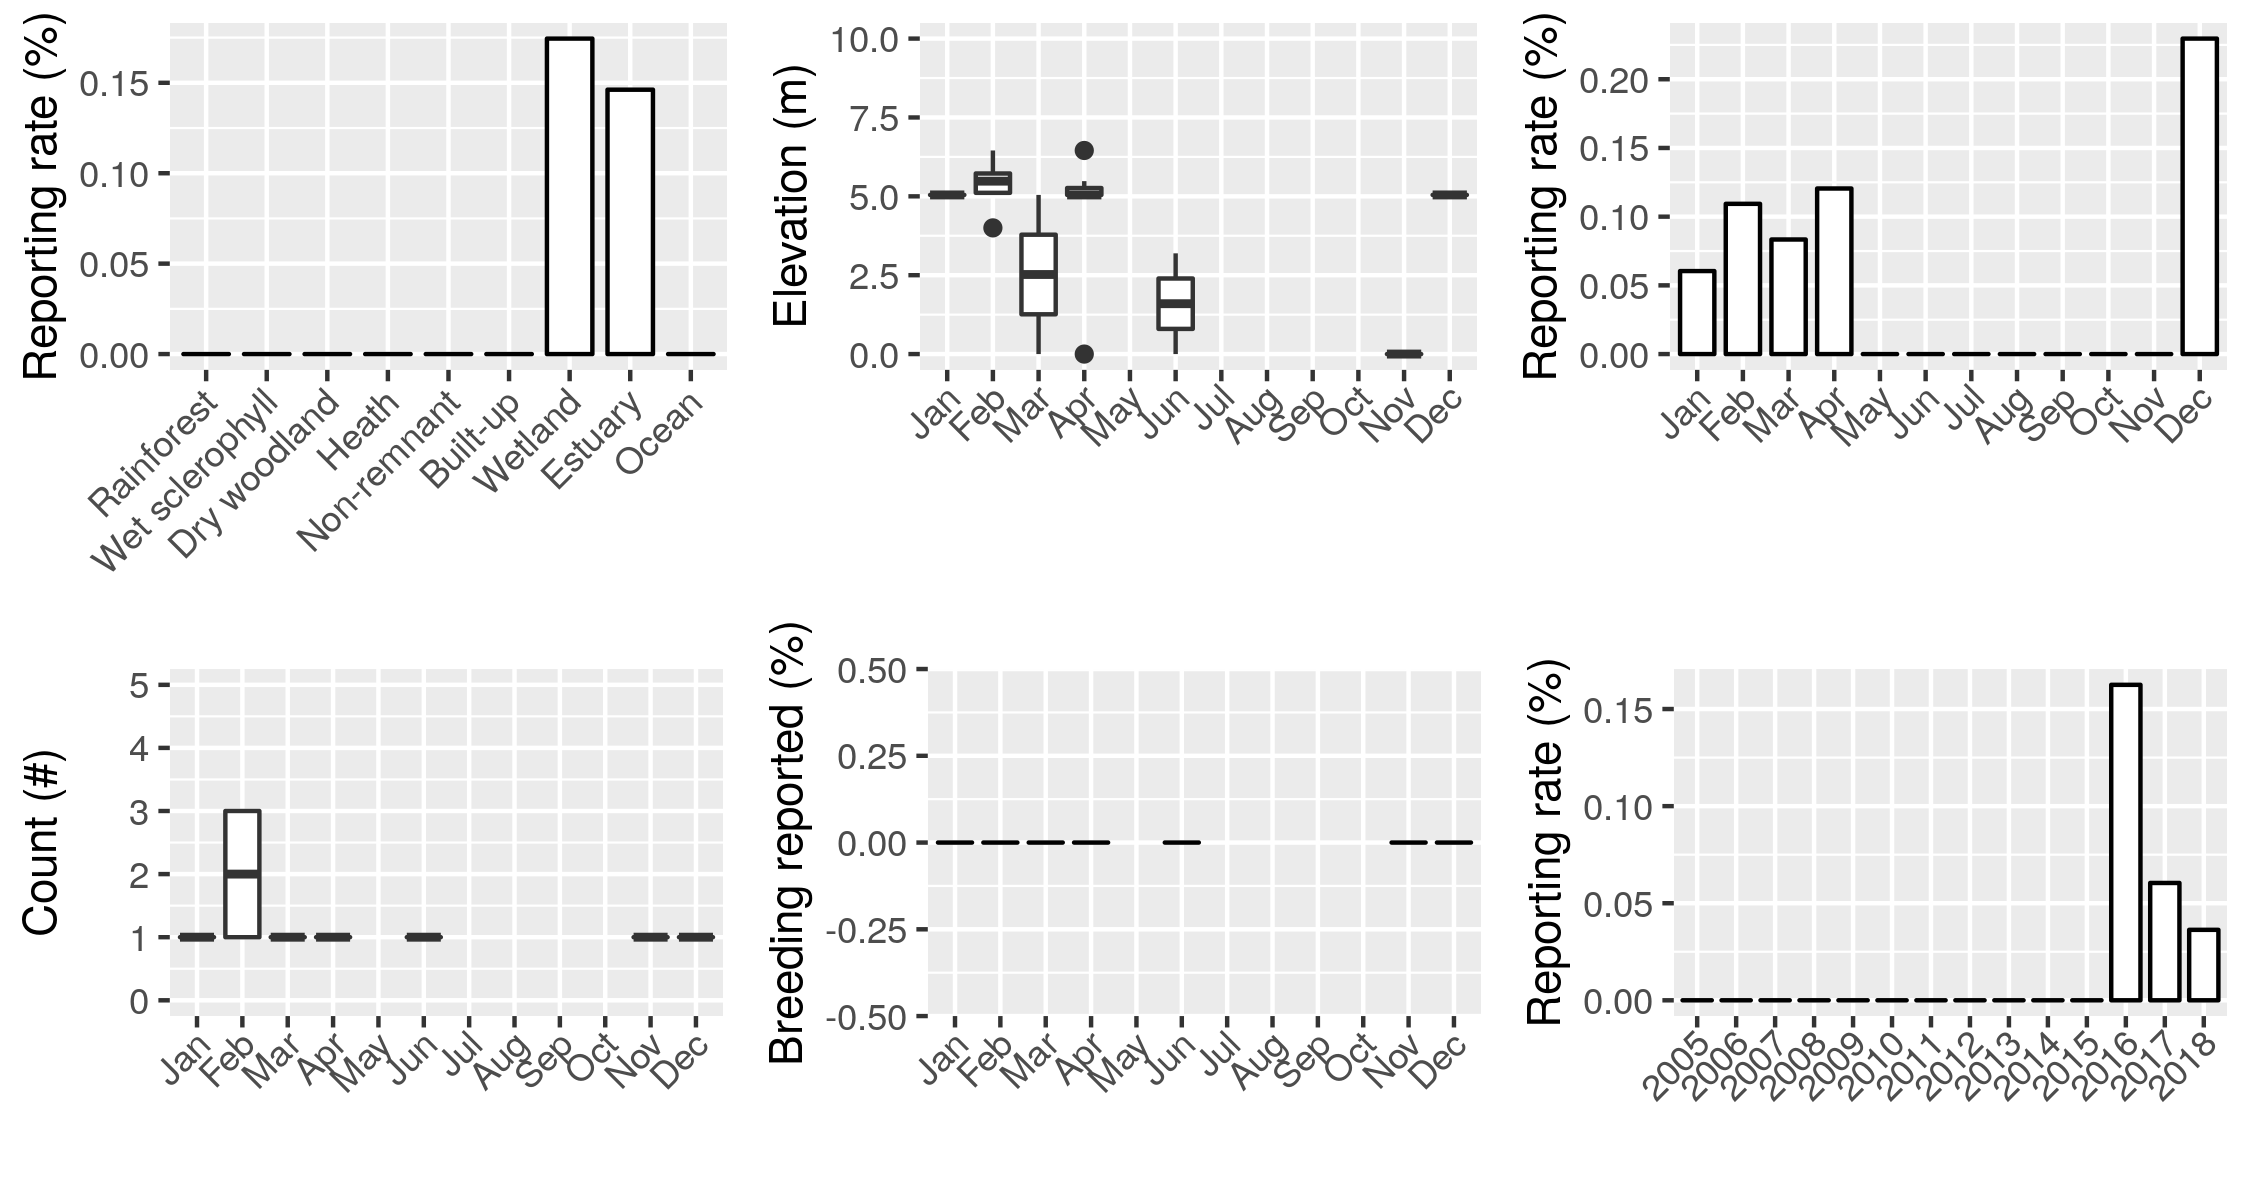 Reporting rate (%)
0.15
0.10
0.05
0.00
Rainforest
Wet sclerophyll
Dry woodland
Heath
Non-remnant
Built-up
Wetland
Estuary
Ocean
Elevation (m)
10.0
7.5
5.0
2.5
0.0
Jan
Feb
Mar
Apr
May
Jun
Jul
Aug
Sep
Oct
Nov
Dec
Reporting rate (%)
0.20
0.15
0.10
0.05
0.00
Jan
Feb
Mar
Apr
May
Jun
Jul
Aug
Sep
Oct
Nov
Dec
Count (#)
5
4
3
2
1
0
Jan
Feb
Mar
Apr
May
Jun
Jul
Aug
Sep
Oct
Nov
Dec
Breeding reported (%)
0.50
0.25
0.00
-0.25
-0.50
Jan
Feb
Mar
Apr
May
Jun
Jul
Aug
Sep
Oct
Nov
Dec
Reporting rate (%)
0.15
0.10
0.05
0.00
2005
2006
2007
2008
2009
2010
2011
2012
2013
2014
2015
2016
2017
2018